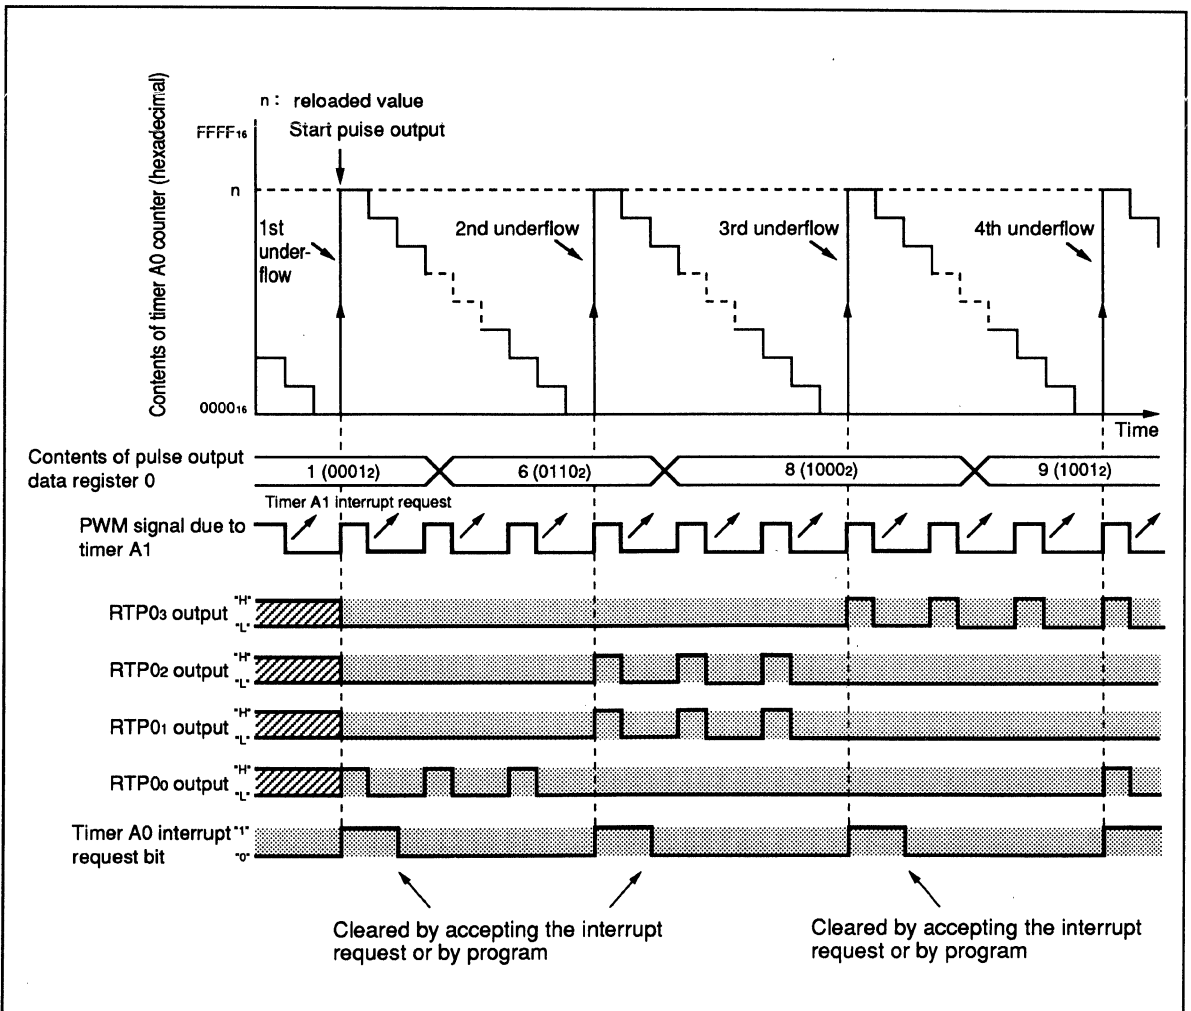 n : reloaded value
FFFF16
Start pulse output
Contents of timer A0 counter (hexadecimal)
n
1st
under-
flow
2nd underflow
3rd underflow
4th underflow
000016
Time
Contents of pulse output
data register 0
1 (00012)
6 (01102)
8 (10002)
9 (10012)
Timer A1 interrupt request
PWM signal due to
timer A1
RTP03 output
"H"
"L"
RTP02 output
"H"
"L"
RTP01 output
"H"
"L"
RTP00 output
"H"
"L"
Timer A0 interrupt
request bit
"1"
"0"
Cleared by accepting the interrupt
request or by program
Cleared by accepting the interrupt
request or by program